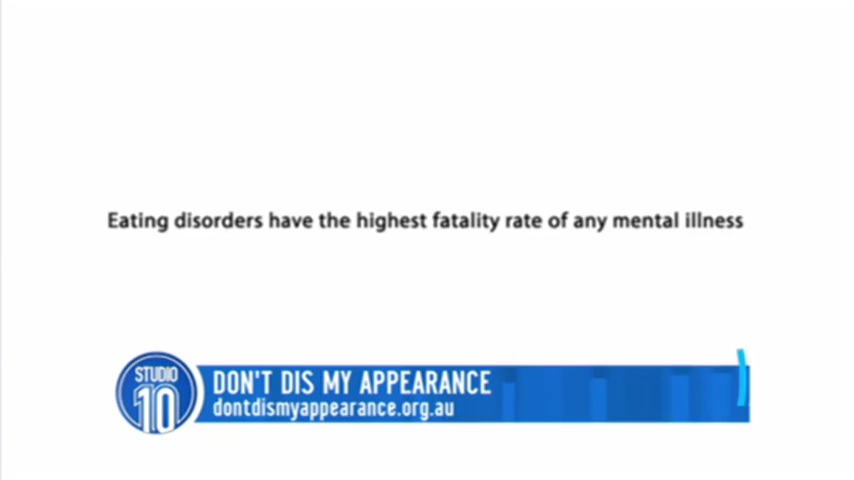 Eating disorders have the highest fatality rate of any mental illness
STUDIO
10
DON'T DIS MY APPEARANCE
dontdismyappearance.org.au